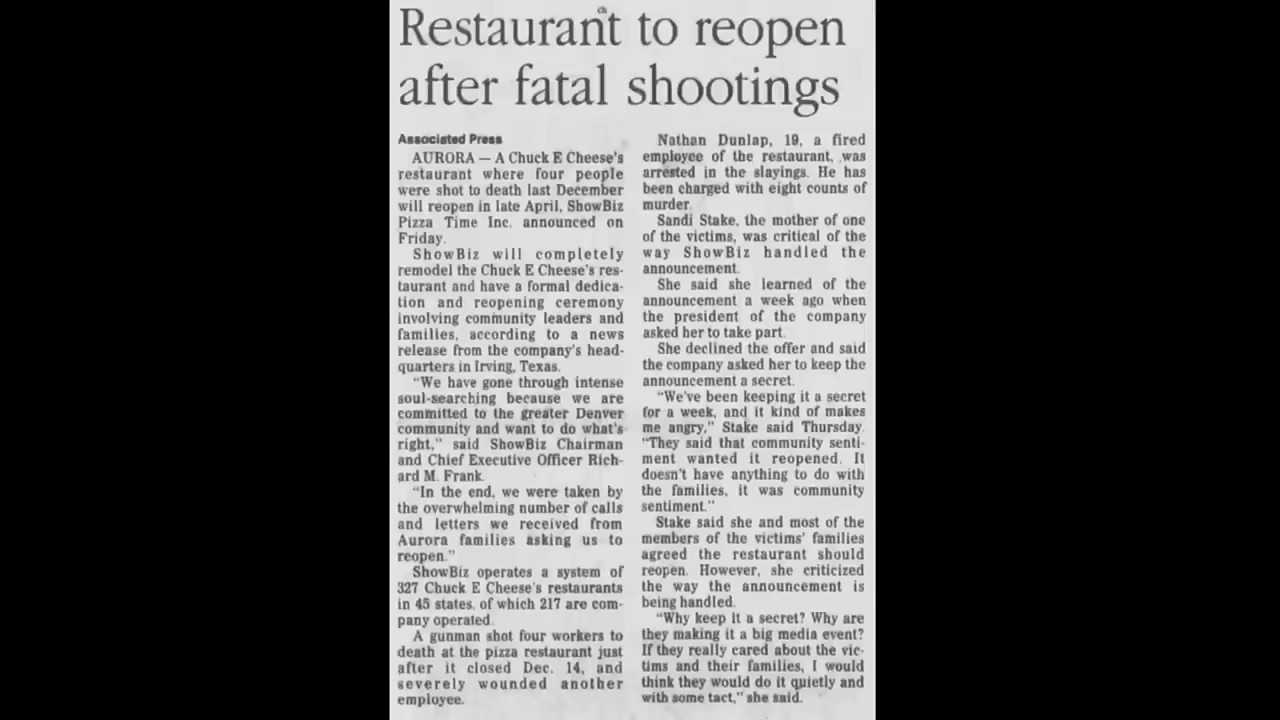 Restaurant to reopen
after fatal shootings
Associated Press
AURORA — A Chuck E Cheese's
restaurant where four people
were shot to death last December
will reopen in late April, ShowBiz
Pizza Time Inc. announced on
Friday.
ShowBiz will completely
remodel the Chuck E Cheese's res-
taurant and have a formal dedica-
tion and reopening ceremony
involving community leaders and
families, according to a news
release from the company's head-
quarters in Irving, Texas.
"We have gone through intense
soul-searching because we are
committed to the greater Denver
community and want to do what's
right," said ShowBiz Chairman
and Chief Executive Officer Rich-
ard M. Frank.
"In the end, we were taken by
the overwhelming number of calls
and letters we received from
Aurora families asking us to
reopen."
ShowBiz operates a system of
327 Chuck E Cheese's restaurants
in 45 states, of which 217 are com-
pany operated.
A gunman shot four workers to
death at the pizza restaurant just
after it closed Dec. 14, and
severely wounded another
employee.
Nathan Dunlap, 19, a fired
employee of the restaurant, was
arrested in the slayings. He has
been charged with eight counts of
murder.
Sandi Stake, the mother of one
of the victims, was critical of the
way ShowBiz handled the
announcement.
She said she learned of the
announcement a week ago when
the president of the company
asked her to take part.
She declined the offer and said
the company asked her to keep the
announcement a secret.
"We've been keeping it a secret
for a week, and it kind of makes
me angry," Stake said Thursday.
"They said that community senti-
ment wanted it reopened. It
doesn't have anything to do with
the families, it was community
sentiment."
Stake said she and most of the
members of the victims' families
agreed the restaurant should
reopen. However, she criticized
the way the announcement is
being handled.
"Why keep it a secret? Why are
they making it a big media event?
If they really cared about the vic-
tims and their families, I would
think they would do it quietly and
with some tact," she said.